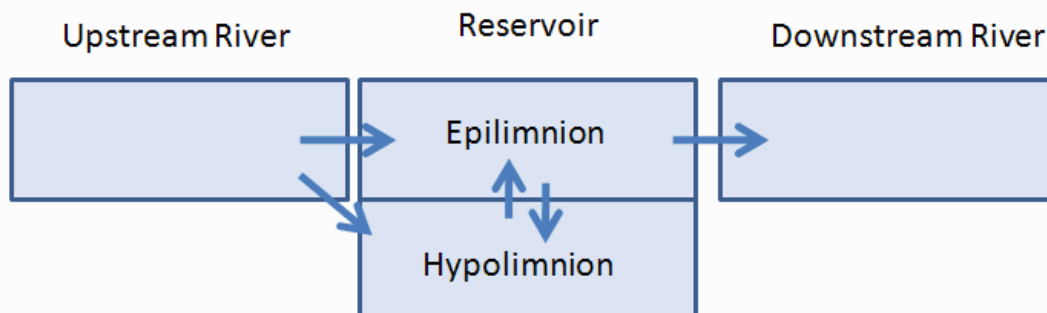 Upstream River
Reservoir
Downstream River
Epilimnion
Hypolimnion